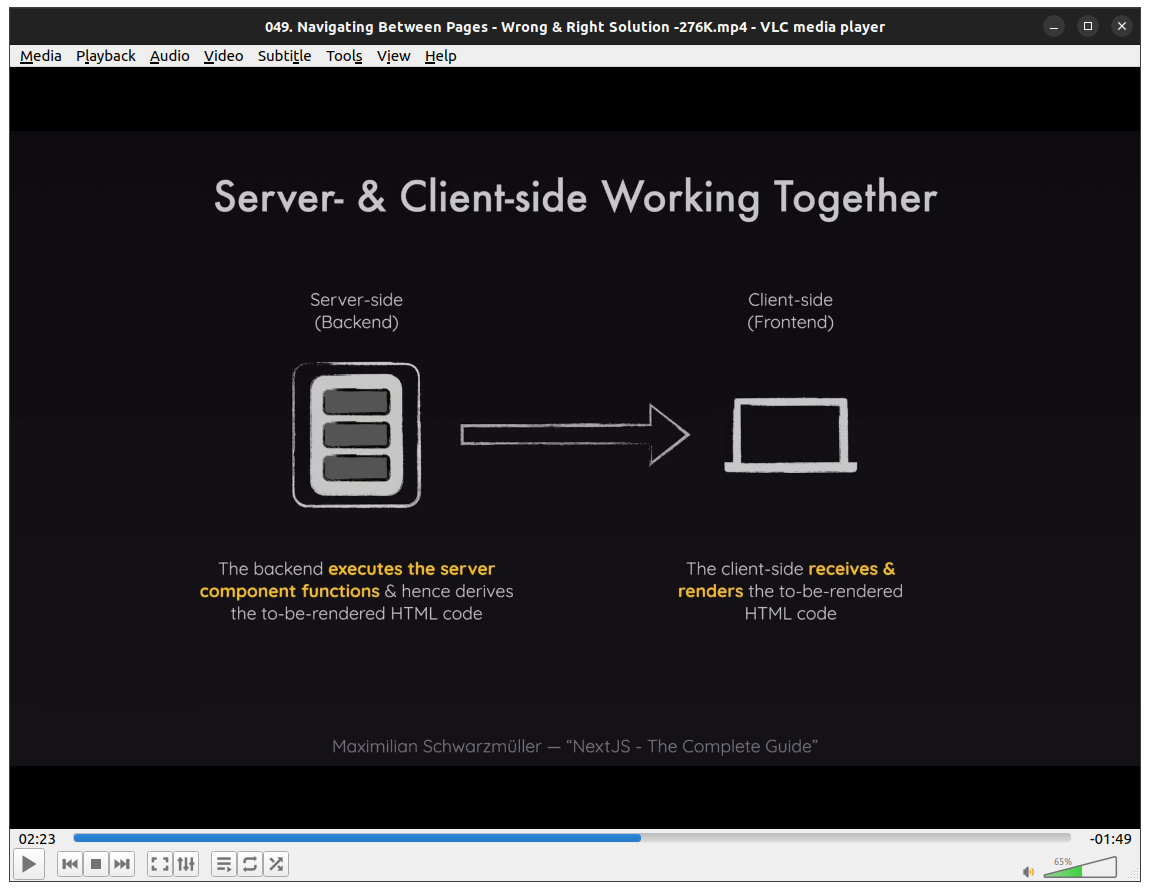 049. Navigating Between Pages - Wrong & Right Solution -276K.mp4 - VLC media player
Media Playback Audio Video Subtitle Tools View Help
Server- & Client-side Working Together
Server-side
(Backend)
Client-side
(Frontend)
The backend executes the server
component functions & hence derives
the to-be-rendered HTML code
The client-side receives &
renders the to-be-rendered
HTML code
Maximilian Schwarzmüller — “NextJS - The Complete Guide”
02:23
-01:49
65%